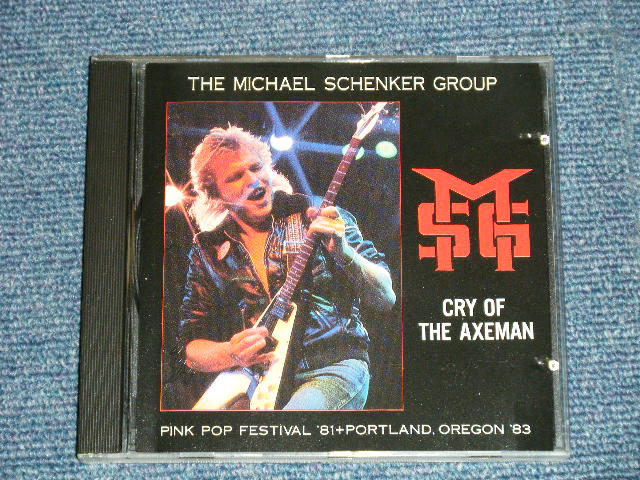 THE MICHAEL SCHENKER GROUP
MSG
CRY OF
THE AXEMAN
PINK POP FESTIVAL '81+PORTLAND, OREGON '83